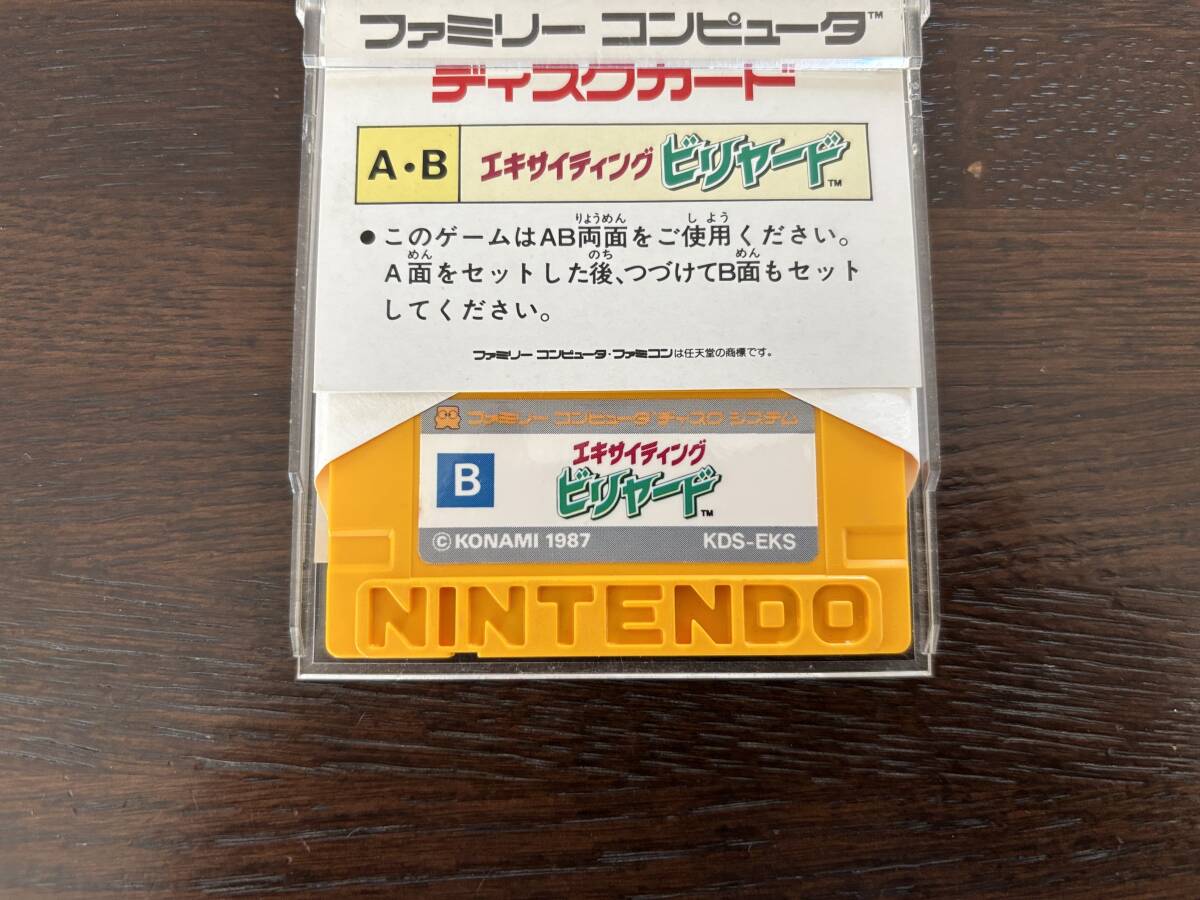 ファミリー コンピュータ™
ディスクカード
A・B エキサイティング ビリヤード™
りょうめん しよう
●このゲームはAB両面をご使用ください。
めん のち めん
A面をセットした後、つづけてB面もセット
してください。
ファミリー コンピュータ・ファミコンは任天堂の商標です。
ファミリー コンピュータ ディスク システム
エキサイティング
B ビリヤード™
©KONAMI 1987 KDS-EKS
NINTENDO